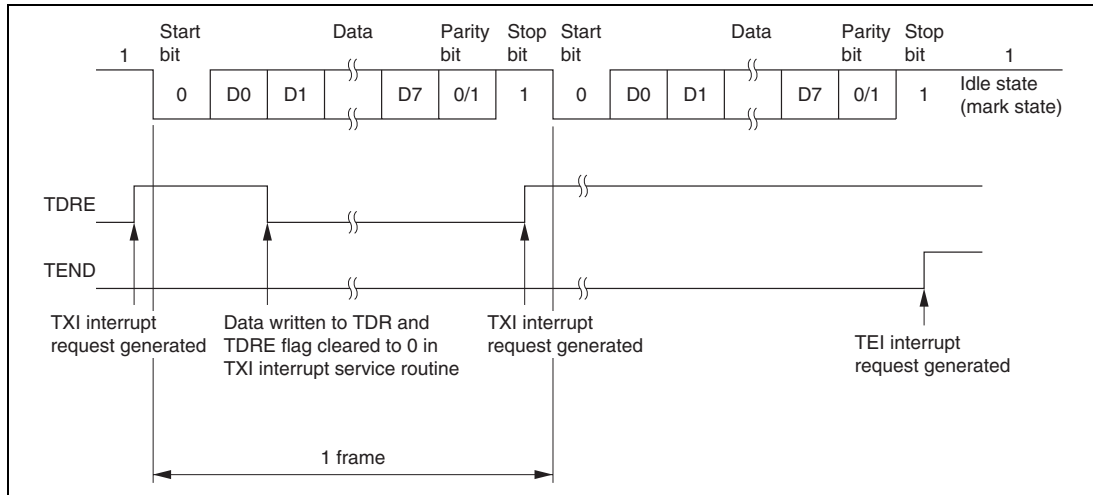 1 Start bit Data Parity bit Stop bit Start bit Data Parity bit Stop bit 1
0 D0 D1 D7 0/1 1 0 D0 D1 D7 0/1 1 Idle state (mark state)
TDRE
TEND
TXI interrupt
request generated
Data written to TDR and
TDRE flag cleared to 0 in
TXI interrupt service routine
TXI interrupt
request generated
TEI interrupt
request generated
1 frame